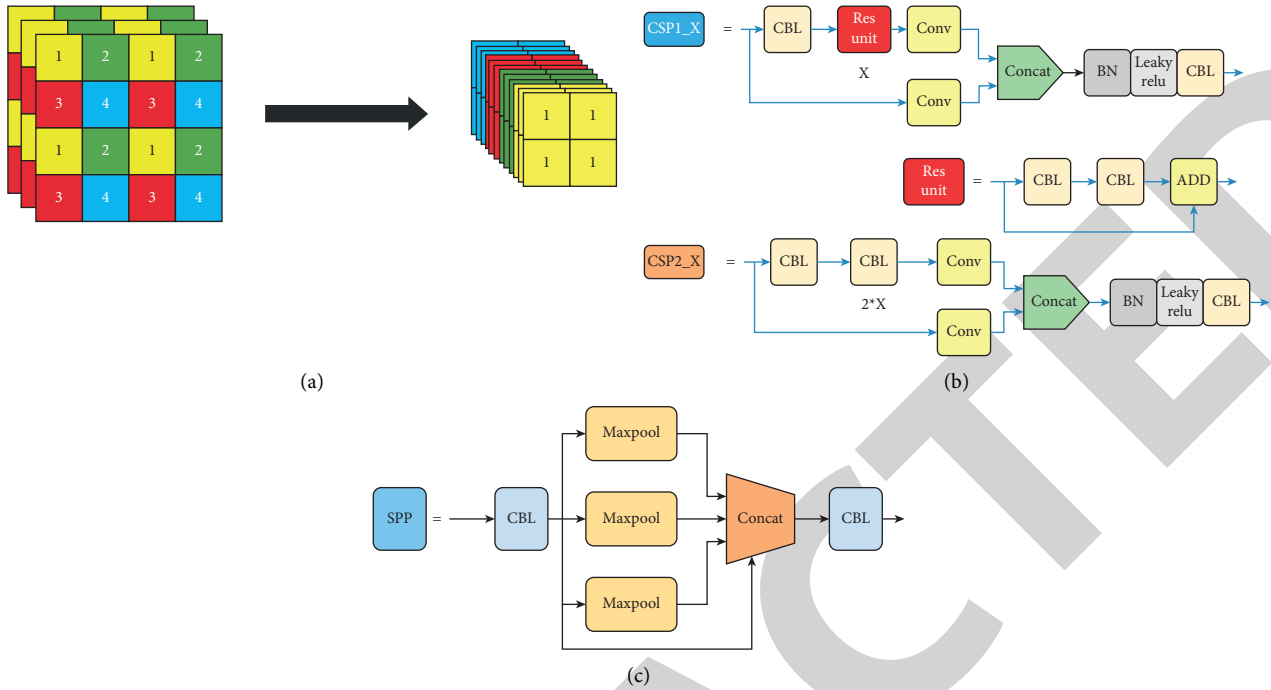 1 2 1 2
3 4 3 4
1 2 1 2
3 4 3 4
1 1
1 1
(a)
CSP1_X = CBL Res unit Conv
X
Conv
Concat BN Leaky relu CBL
Res unit = CBL CBL ADD
CSP2_X = CBL CBL Conv
2*X
Conv
Concat BN Leaky relu CBL
(b)
Maxpool
SPP = CBL Maxpool Concat CBL
Maxpool
(c)